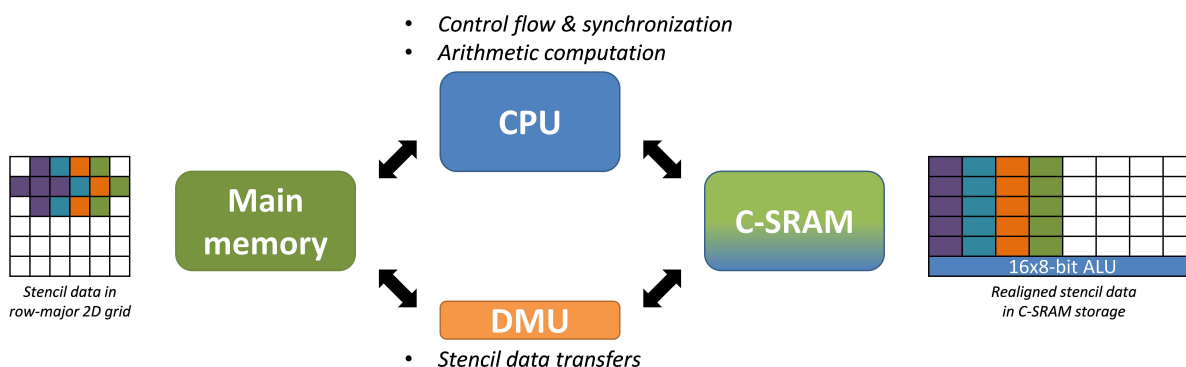 • Control flow & synchronization
• Arithmetic computation
CPU
Main
memory
C-SRAM
16x8-bit ALU
Stencil data in
row-major 2D grid
Realigned stencil data
in C-SRAM storage
DMU
• Stencil data transfers